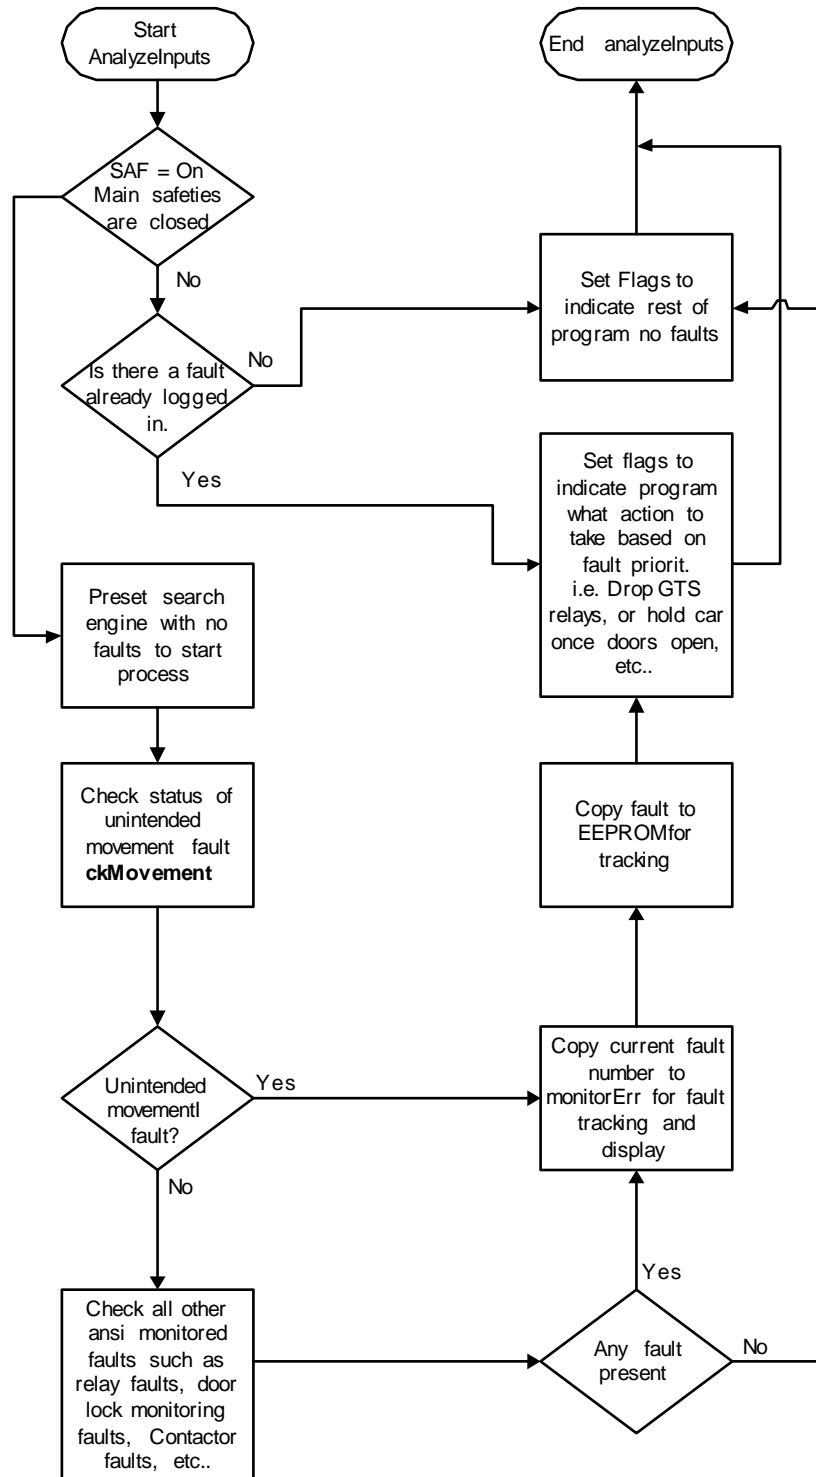 Start
AnalyzeInputs
End analyzeInputs
SAF = On
Main safeties
are closed
No
Set Flags to
indicate rest of
program no faults
Is there a fault
already logged
in.
No
Yes
Set flags to
indicate program
what action to
take based on
fault priorit.
i.e. Drop GTS
relays, or hold car
once doors open,
etc..
Preset search
engine with no
faults to start
process
Check status of
unintended
movement fault
ckMovement
Copy fault to
EEPROMfor
tracking
Unintended
movementl
fault?
Yes
No
Copy current fault
number to
monitorErr for fault
tracking and
display
Yes
Check all other
ansi monitored
faults such as
relay faults, door
lock monitoring
faults, Contactor
faults, etc..
Any fault
present
No